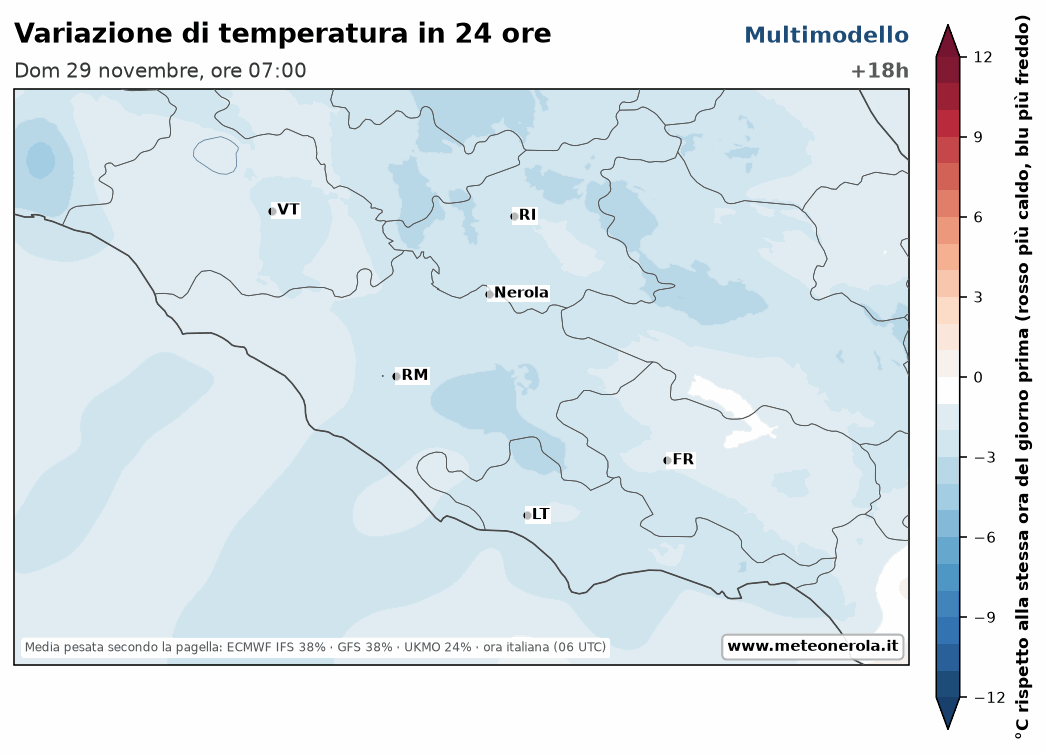 Variazione di temperatura in 24 ore
Multimodello
Dom 29 novembre, ore 07:00
+18h
VT
RI
Nerola
RM
FR
LT
Media pesata secondo la pagella: ECMWF IFS 38% · GFS 38% · UKMO 24% · ora italiana (06 UTC)
www.meteonerola.it
12
9
6
3
0
−3
−6
−9
−12
°C rispetto alla stessa ora del giorno prima (rosso più caldo, blu più freddo)